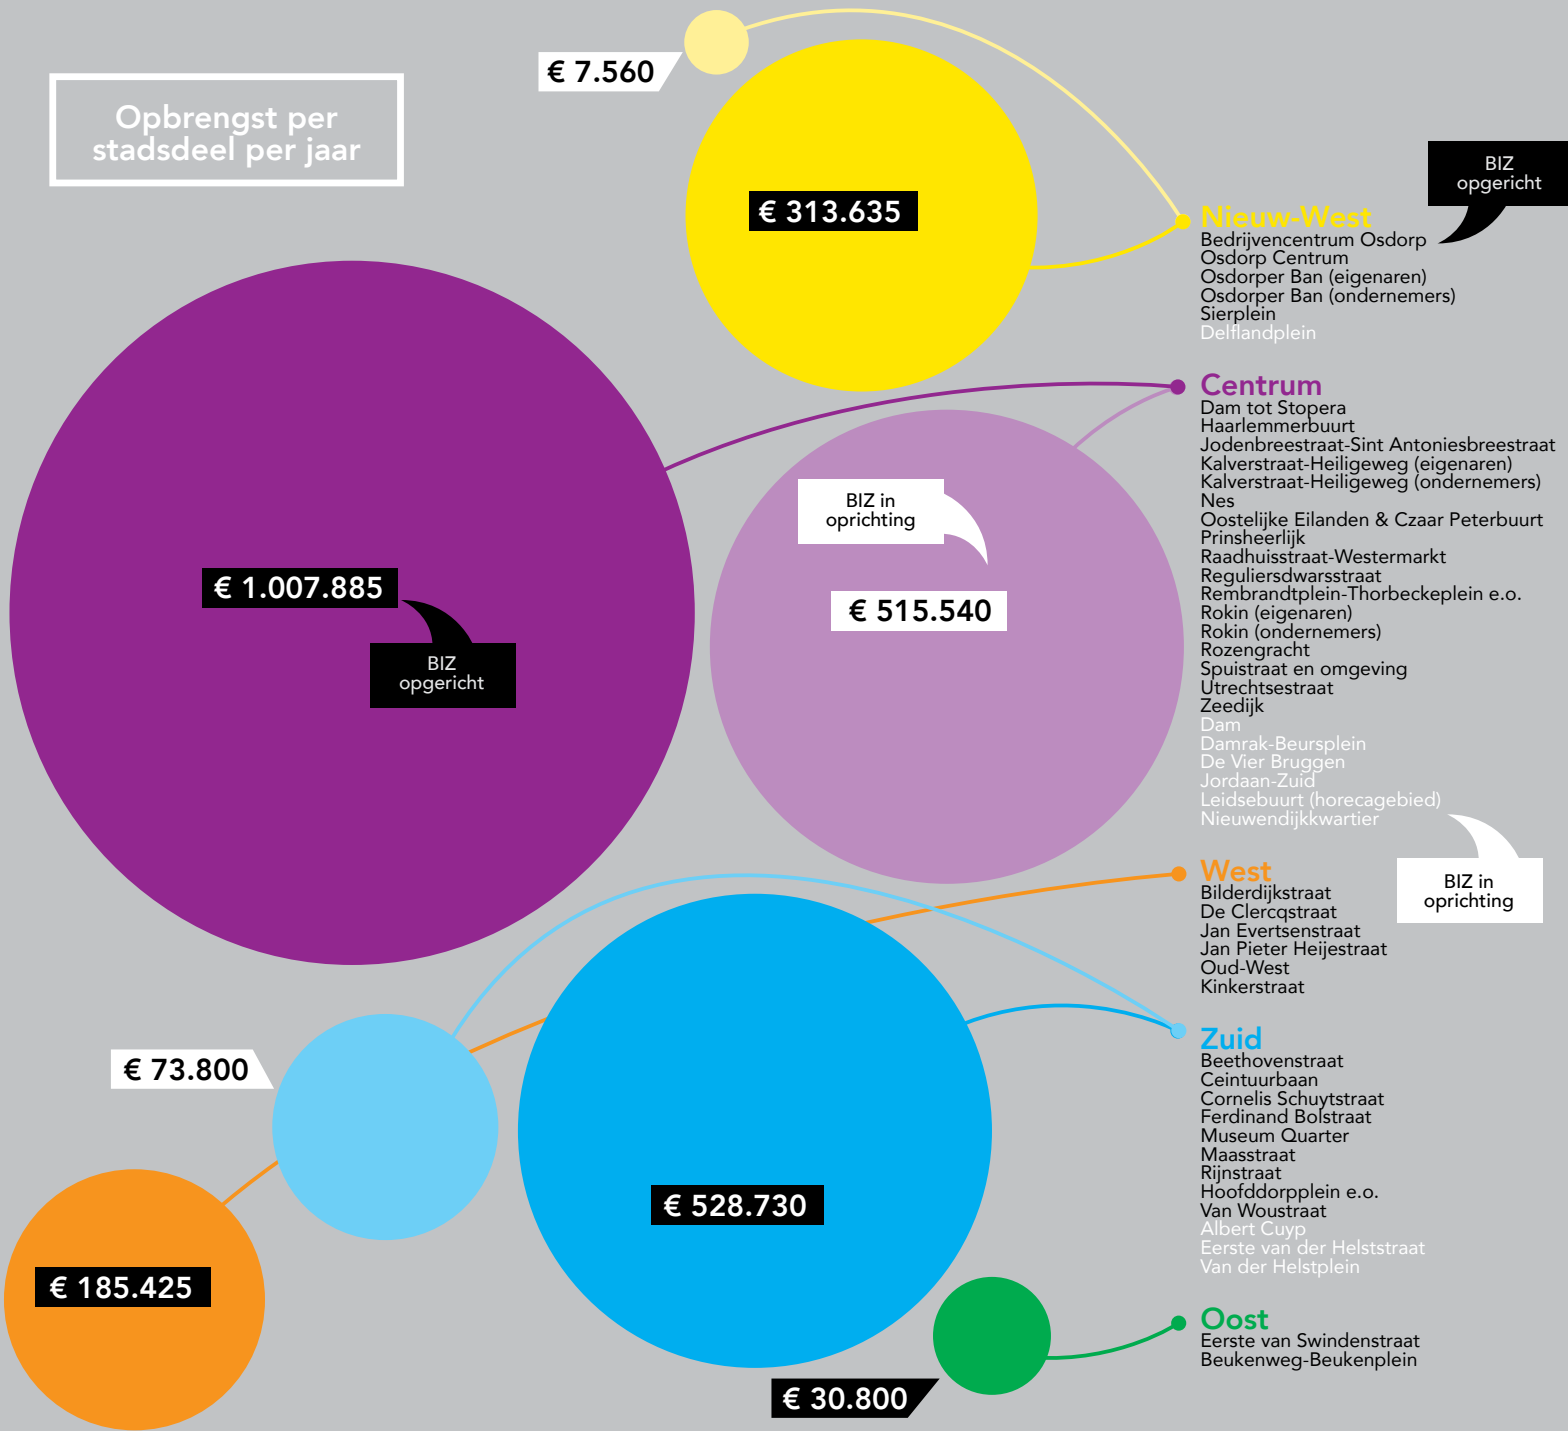 Opbrengst per
stadsdeel per jaar
€ 7.560
€ 313.635
BIZ
opgericht
Nieuw-West
Bedrijvencentrum Osdorp
Osdorp Centrum
Osdorper Ban (eigenaren)
Osdorper Ban (ondernemers)
Sierplein
Delflandplein
Centrum
Dam tot Stopera
Haarlemmerbuurt
Jodenbreestraat-Sint Antoniesbreestraat
Kalverstraat-Heiligeweg (eigenaren)
Kalverstraat-Heiligeweg (ondernemers)
Nes
Oostelijke Eilanden & Czaar Peterbuurt
Prinsheerlijk
Raadhuisstraat-Westermarkt
Reguliersdwarsstraat
Rembrandtplein-Thorbeckeplein e.o.
Rokin (eigenaren)
Rokin (ondernemers)
Rozengracht
Spuistraat en omgeving
Utrechtsestraat
Zeedijk
Dam
Damrak-Beursplein
De Vier Bruggen
Jordaan-Zuid
Leidsebuurt (horecagebied)
Nieuwendijkkwartier
BIZ in
oprichting
€ 515.540
€ 1.007.885
BIZ
opgericht
BIZ in
oprichting
West
Bilderdijkstraat
De Clercqstraat
Jan Evertsenstraat
Jan Pieter Heijestraat
Oud-West
Kinkerstraat
€ 73.800
Zuid
Beethovenstraat
Ceintuurbaan
Cornelis Schuytstraat
Ferdinand Bolstraat
Museum Quarter
Maasstraat
Rijnstraat
Hoofddorpplein e.o.
Van Woustraat
Albert Cuyp
Eerste van der Helststraat
Van der Helstplein
€ 528.730
€ 185.425
Oost
Eerste van Swindenstraat
Beukenweg-Beukenplein
€ 30.800